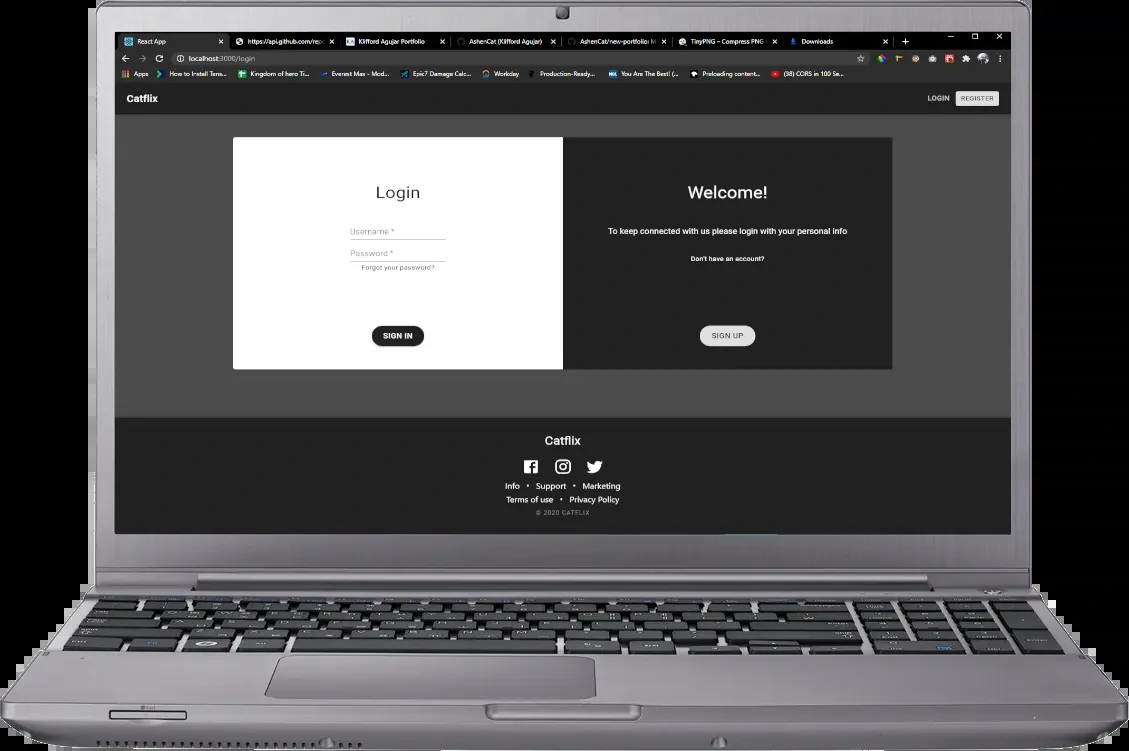 React App
https://api.github.com/repo
Klifford Agujar Portfolio
AshenCat (Klifford Agujar)
AshenCat/new-portfolio: M
TinyPNG – Compress PNG
Downloads
localhost:3000/login
Apps
How to Install Tens...
Kingdom of hero Ti...
Everest Max - Mod...
Epic7 Damage Calc...
Workday
Production-Ready...
You Are The Best! (...
Preloading content...
(38) CORS in 100 Se...
Catflix
LOGIN
REGISTER
Login
Username *
Password *
Forgot your password?
SIGN IN
Welcome!
To keep connected with us please login with your personal info
Don't have an account?
SIGN UP
Catflix
Info • Support • Marketing
Terms of use • Privacy Policy
© 2020 CATFLIX